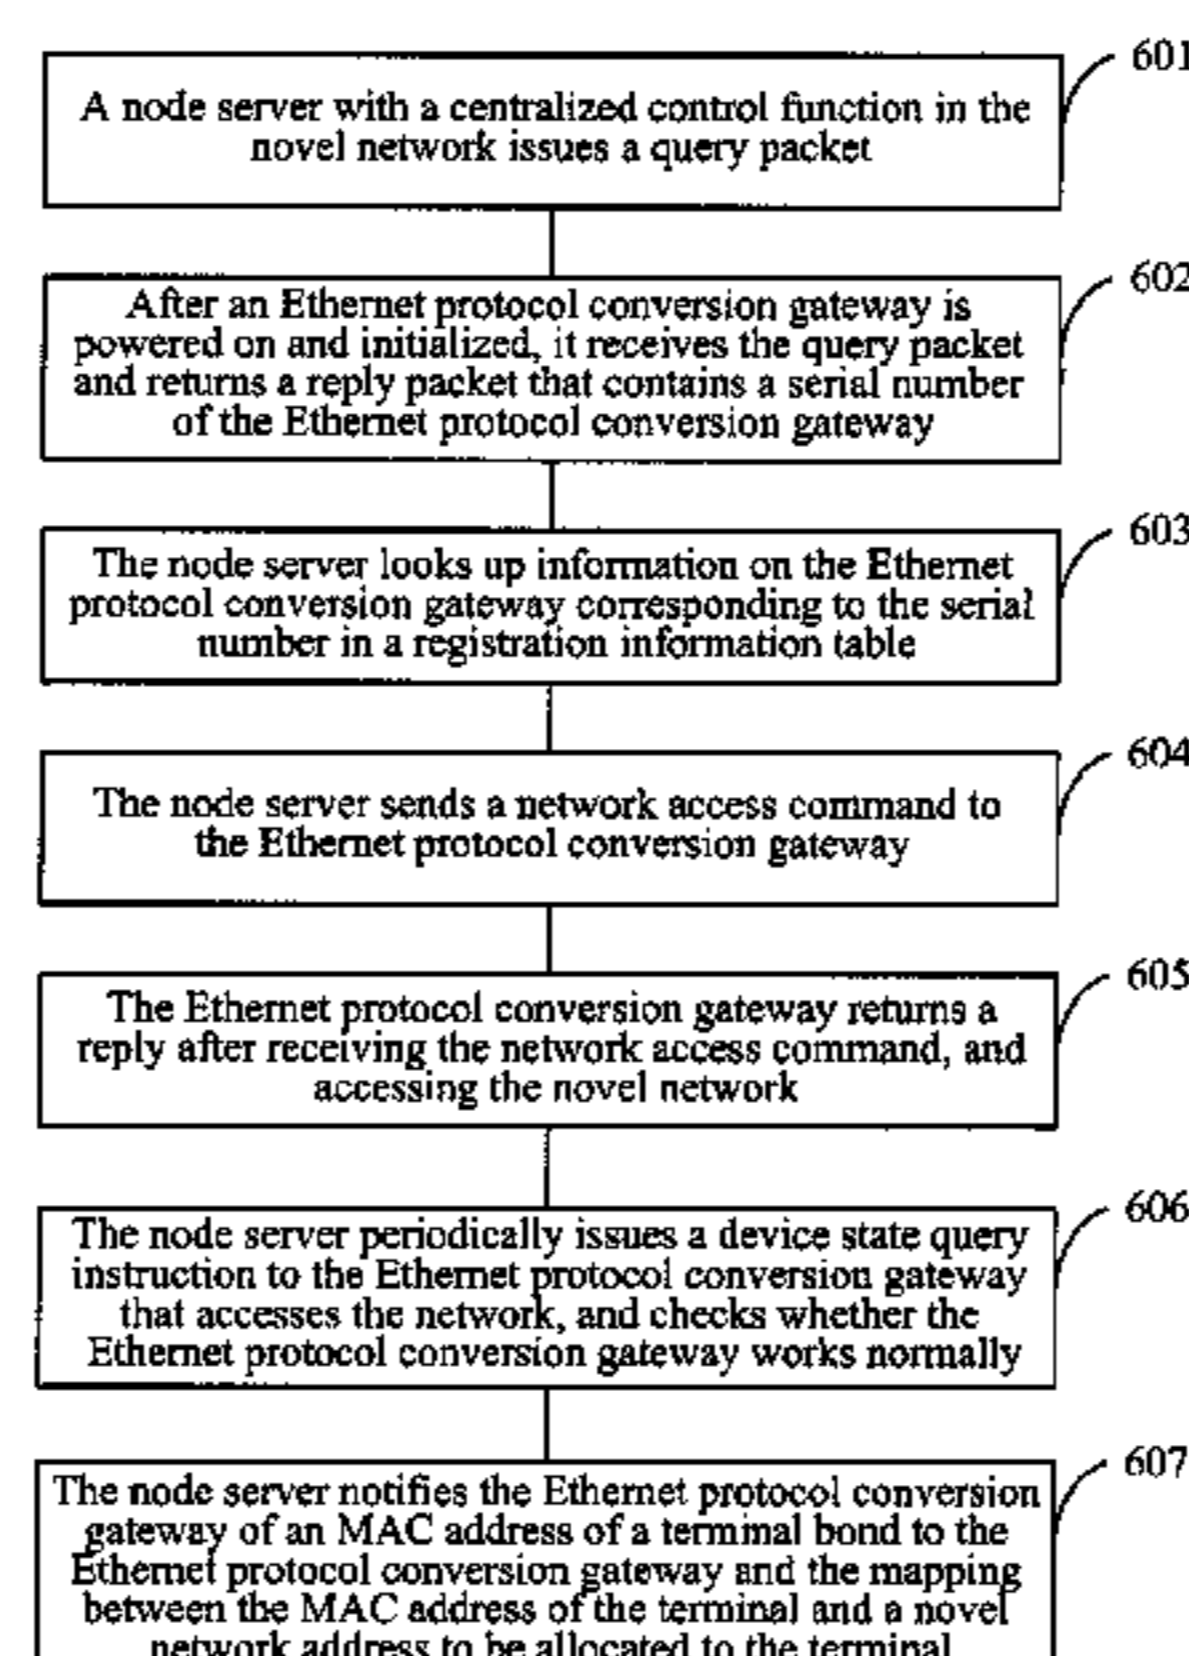 601
A node server with a centralized control function in the
novel network issues a query packet
602
After an Ethernet protocol conversion gateway is
powered on and initialized, it receives the query packet
and returns a reply packet that contains a serial number
of the Ethernet protocol conversion gateway
603
The node server looks up information on the Ethernet
protocol conversion gateway corresponding to the serial
number in a registration information table
604
The node server sends a network access command to
the Ethernet protocol conversion gateway
605
The Ethernet protocol conversion gateway returns a
reply after receiving the network access command, and
accessing the novel network
606
The node server periodically issues a device state query
instruction to the Ethernet protocol conversion gateway
that accesses the network, and checks whether the
Ethernet protocol conversion gateway works normally
607
The node server notifies the Ethernet protocol conversion
gateway of an MAC address of a terminal bond to the
Ethernet protocol conversion gateway and the mapping
between the MAC address of the terminal and a novel
network address to be allocated to the terminal